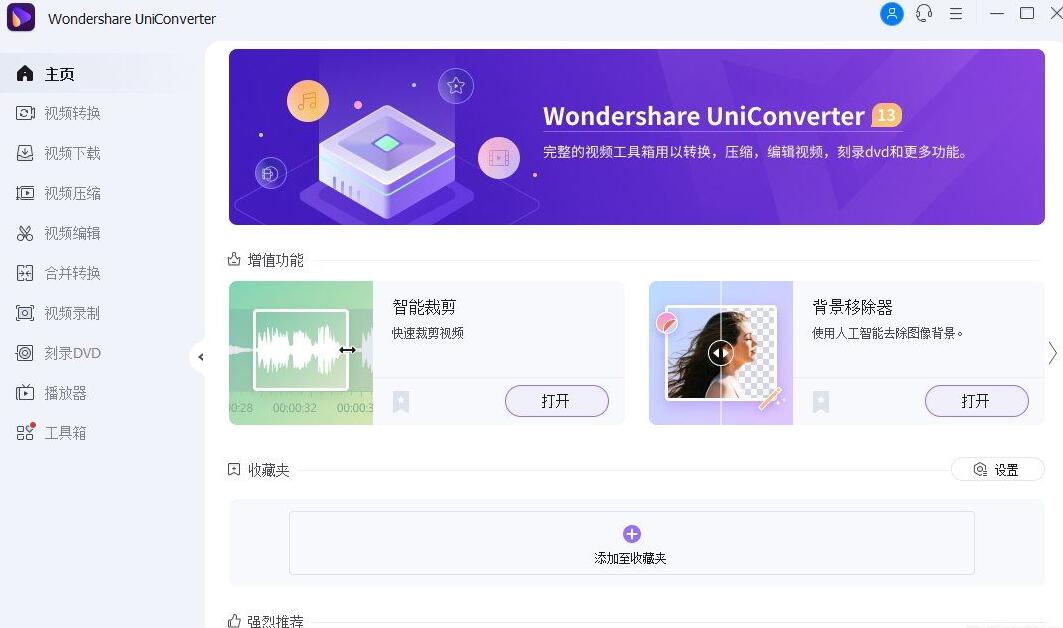 Wondershare UniConverter
主页
视频转换
视频下载
视频压缩
视频编辑
合并转换
视频录制
刻录DVD
播放器
工具箱
Wondershare UniConverter 13
完整的视频工具箱用以转换，压缩，编辑视频，刻录dvd和更多功能。
增值功能
智能裁剪
快速裁剪视频
0:28 00:00:32 00:00:3
打开
背景移除器
使用人工智能去除图像背景。
打开
收藏夹
设置
添加至收藏夹
强烈推荐